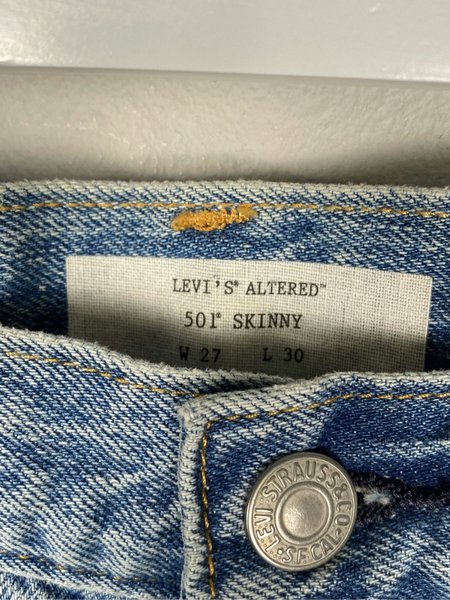 LEVI'S® ALTERED™
501® SKINNY
W 27 L 30
LEVI STRAUSS & CO.
S.F. CAL.